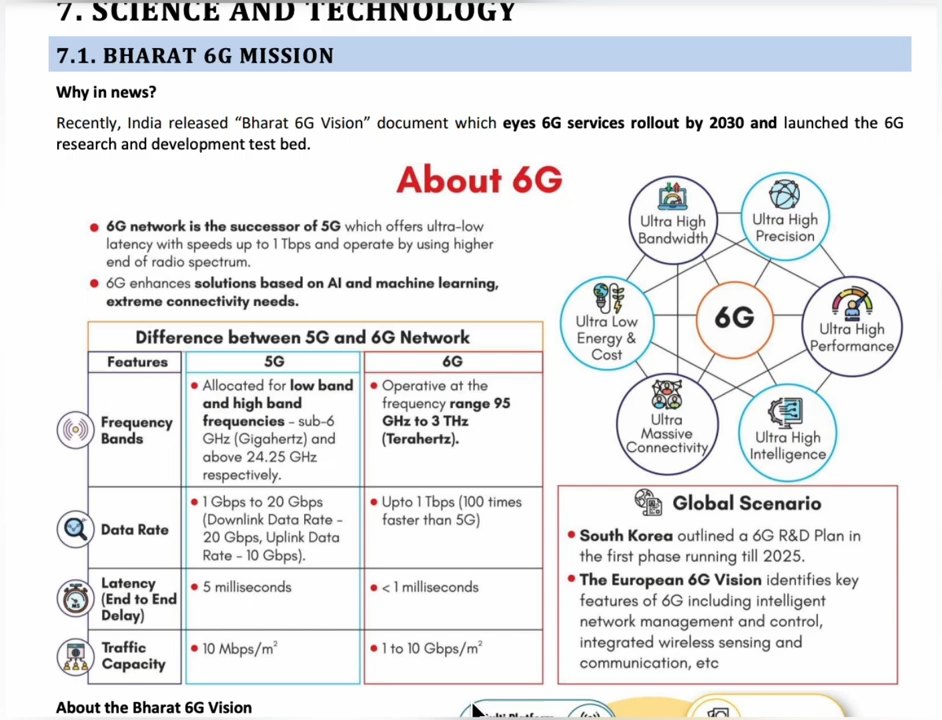 7. SCIENCE AND TECHNOLOGY
7.1. BHARAT 6G MISSION
Why in news?
Recently, India released “Bharat 6G Vision” document which eyes 6G services rollout by 2030 and launched the 6G
research and development test bed.
About 6G
• 6G network is the successor of 5G which offers ultra-low
latency with speeds up to 1 Tbps and operate by using higher
end of radio spectrum.
• 6G enhances solutions based on AI and machine learning,
extreme connectivity needs.
Difference between 5G and 6G Network
Features 5G 6G
Frequency
Bands
• Allocated for low band
and high band
frequencies – sub-6
GHz (Gigahertz) and
above 24.25 GHz
respectively.
• Operative at the
frequency range 95
GHz to 3 THz
(Terahertz).
Data Rate
• 1 Gbps to 20 Gbps
(Downlink Data Rate –
20 Gbps, Uplink Data
Rate – 10 Gbps).
• Upto 1 Tbps (100 times
faster than 5G)
Latency
(End to End
Delay)
• 5 milliseconds
• < 1 milliseconds
Traffic
Capacity
• 10 Mbps/m²
• 1 to 10 Gbps/m²
Ultra High
Bandwidth
Ultra High
Precision
Ultra Low
Energy &
Cost
6G
Ultra High
Performance
Ultra
Massive
Connectivity
Ultra High
Intelligence
Global Scenario
• South Korea outlined a 6G R&D Plan in
the first phase running till 2025.
• The European 6G Vision identifies key
features of 6G including intelligent
network management and control,
integrated wireless sensing and
communication, etc
About the Bharat 6G Vision